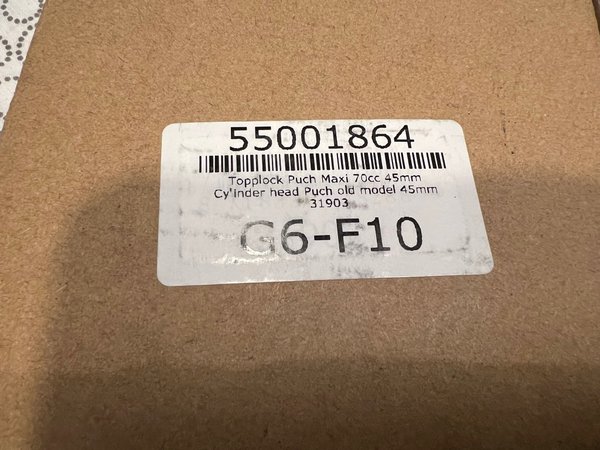 55001864
Topplock Puch Maxi 70cc 45mm
Cylinder head Puch old model 45mm
31903
G6-F10